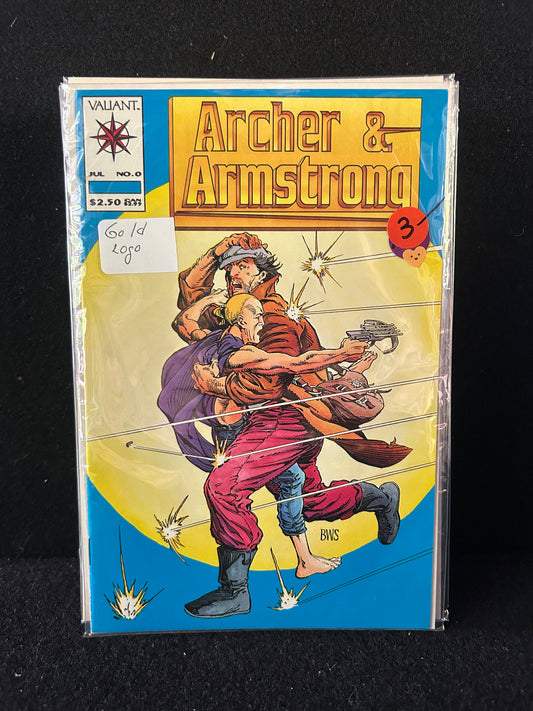 VALIANT.
JUL NO.0
$2.50
Archer &
Armstrong
Gold
Logo
3-
BWS